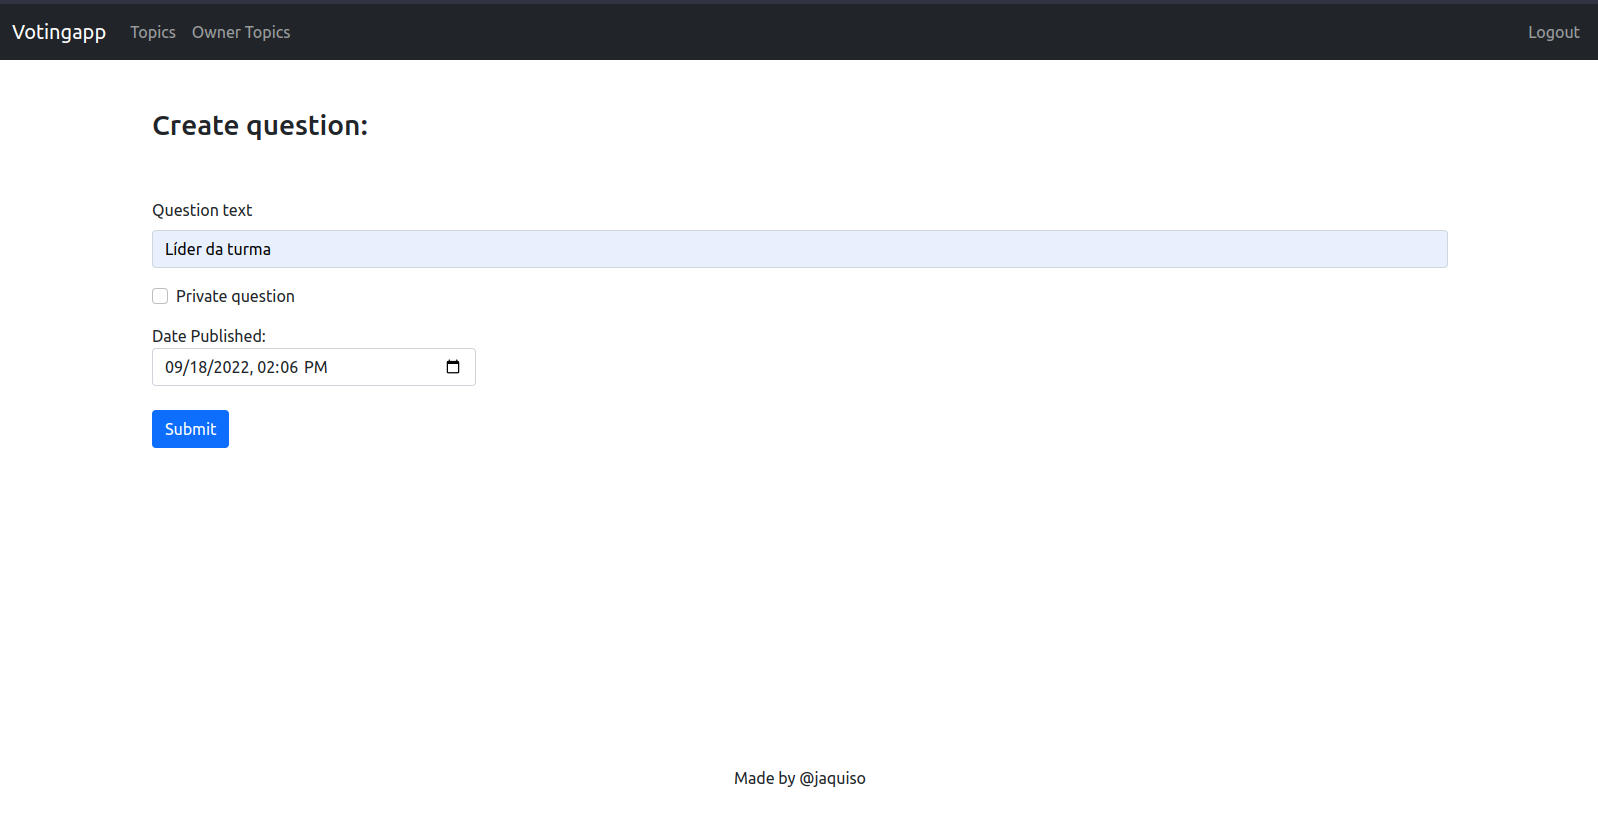 Votingapp Topics Owner Topics Logout
Create question:
Question text
Líder da turma
Private question
Date Published:
09/18/2022, 02:06 PM
Submit
Made by @jaquiso